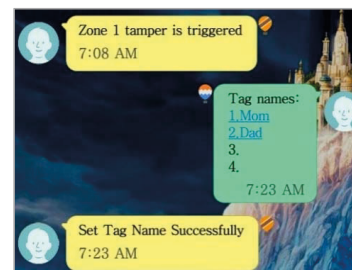 Zone 1 tamper is triggered
7:08 AM
Tag names:
1.Mom
2.Dad
3.
4.
7:23 AM
Set Tag Name Successfully
7:23 AM